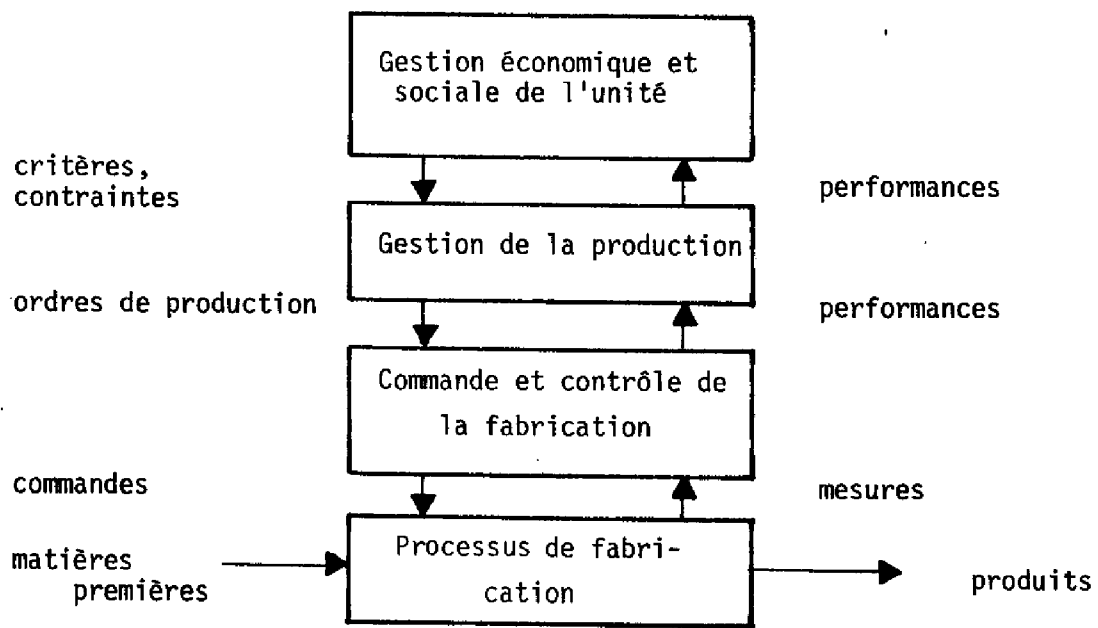 Gestion économique et
sociale de l'unité
critères,
contraintes
performances
Gestion de la production
ordres de production
performances
Commande et contrôle de
la fabrication
commandes
mesures
Processus de fabri-
cation
matières
premières
produits